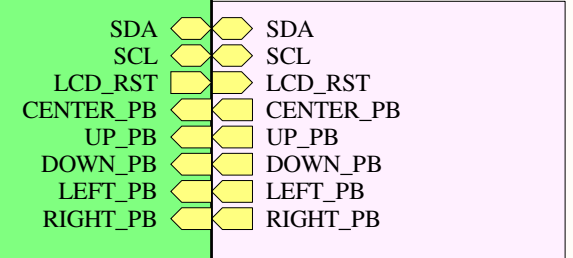 SDA SDA
SCL SCL
LCD_RST LCD_RST
CENTER_PB CENTER_PB
UP_PB UP_PB
DOWN_PB DOWN_PB
LEFT_PB LEFT_PB
RIGHT_PB RIGHT_PB